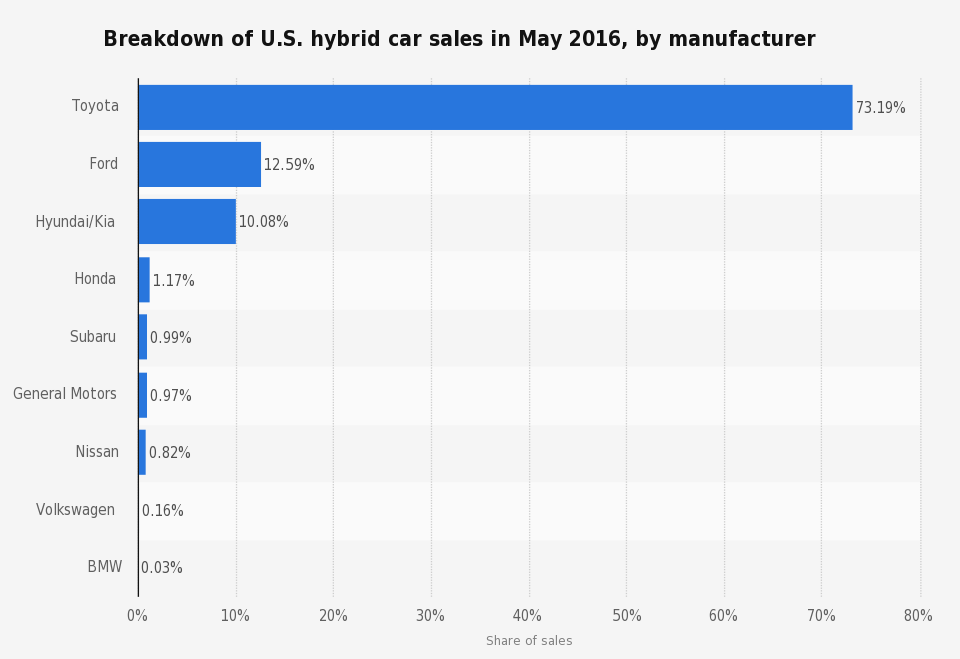 Breakdown of U.S. hybrid car sales in May 2016, by manufacturer
Toyota 73.19%
Ford 12.59%
Hyundai/Kia 10.08%
Honda 1.17%
Subaru 0.99%
General Motors 0.97%
Nissan 0.82%
Volkswagen 0.16%
BMW 0.03%
0% 10% 20% 30% 40% 50% 60% 70% 80%
Share of sales